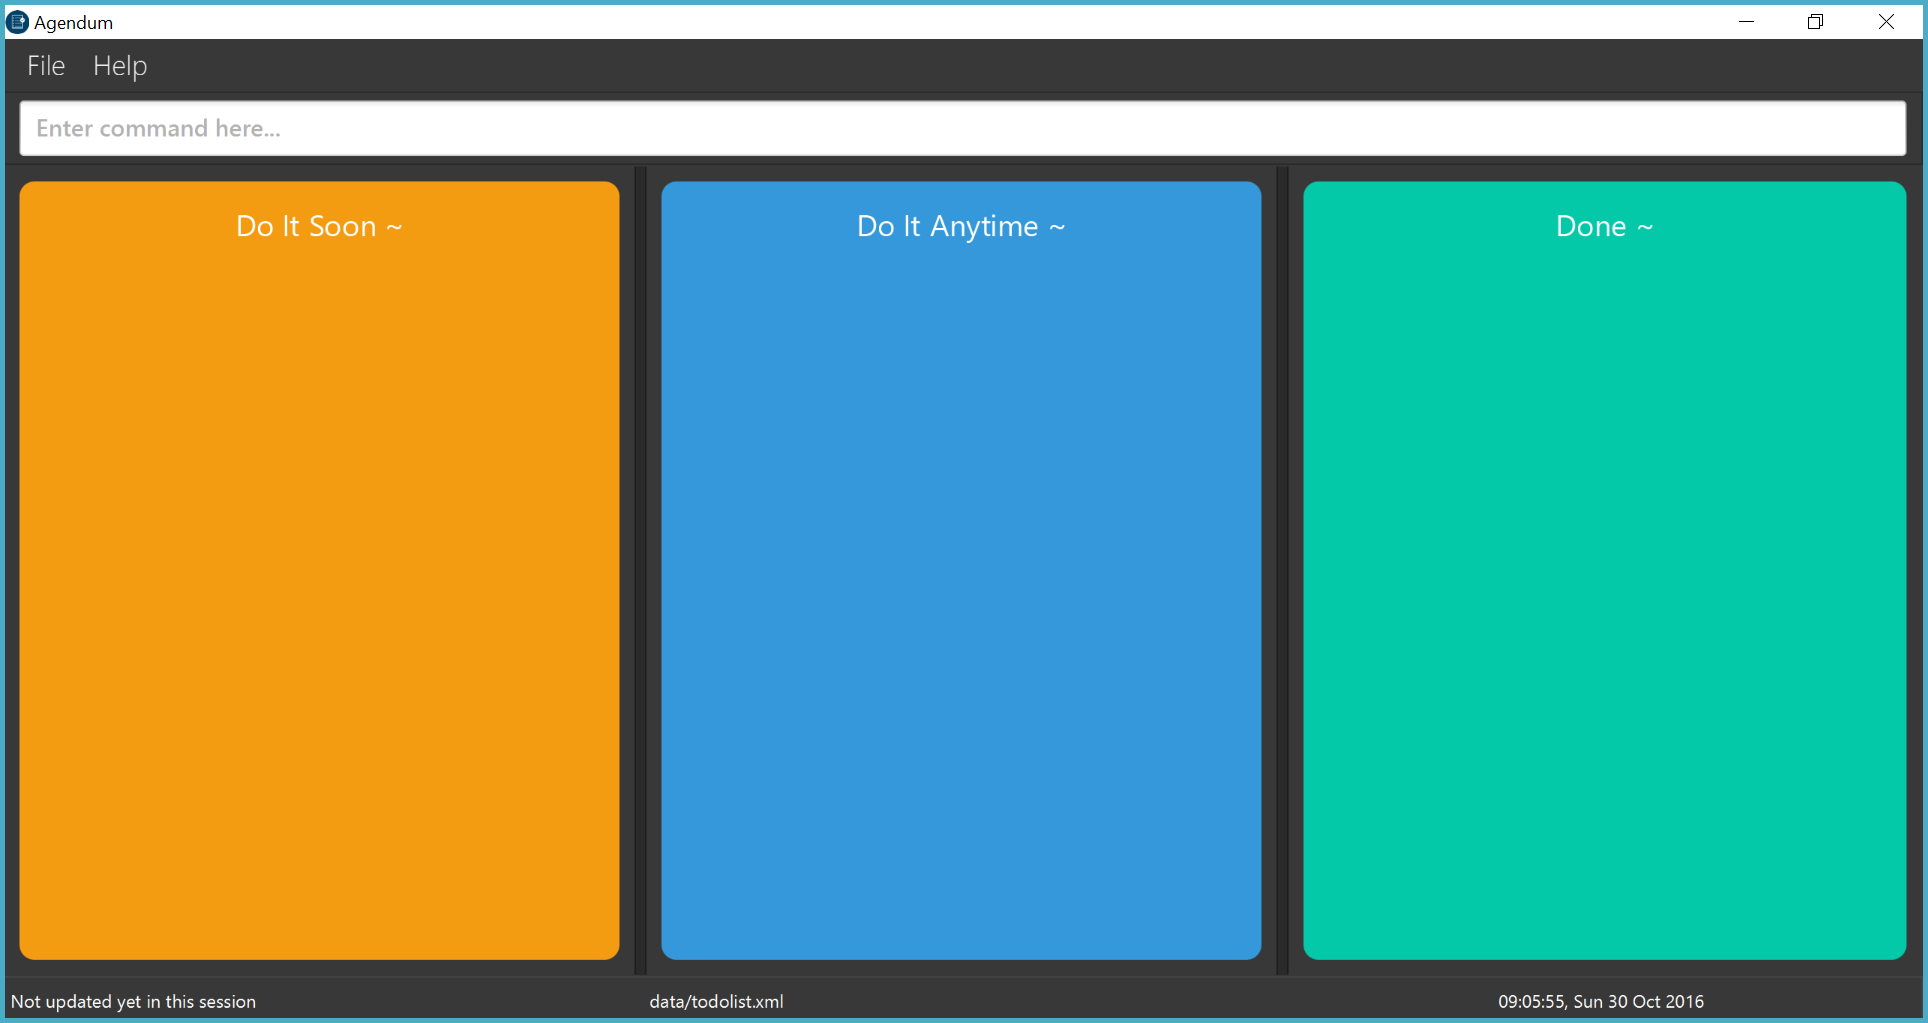 Agendum
File Help
Enter command here...
Do It Soon ~
Do It Anytime ~
Done ~
Not updated yet in this session
data/todolist.xml
09:05:55, Sun 30 Oct 2016